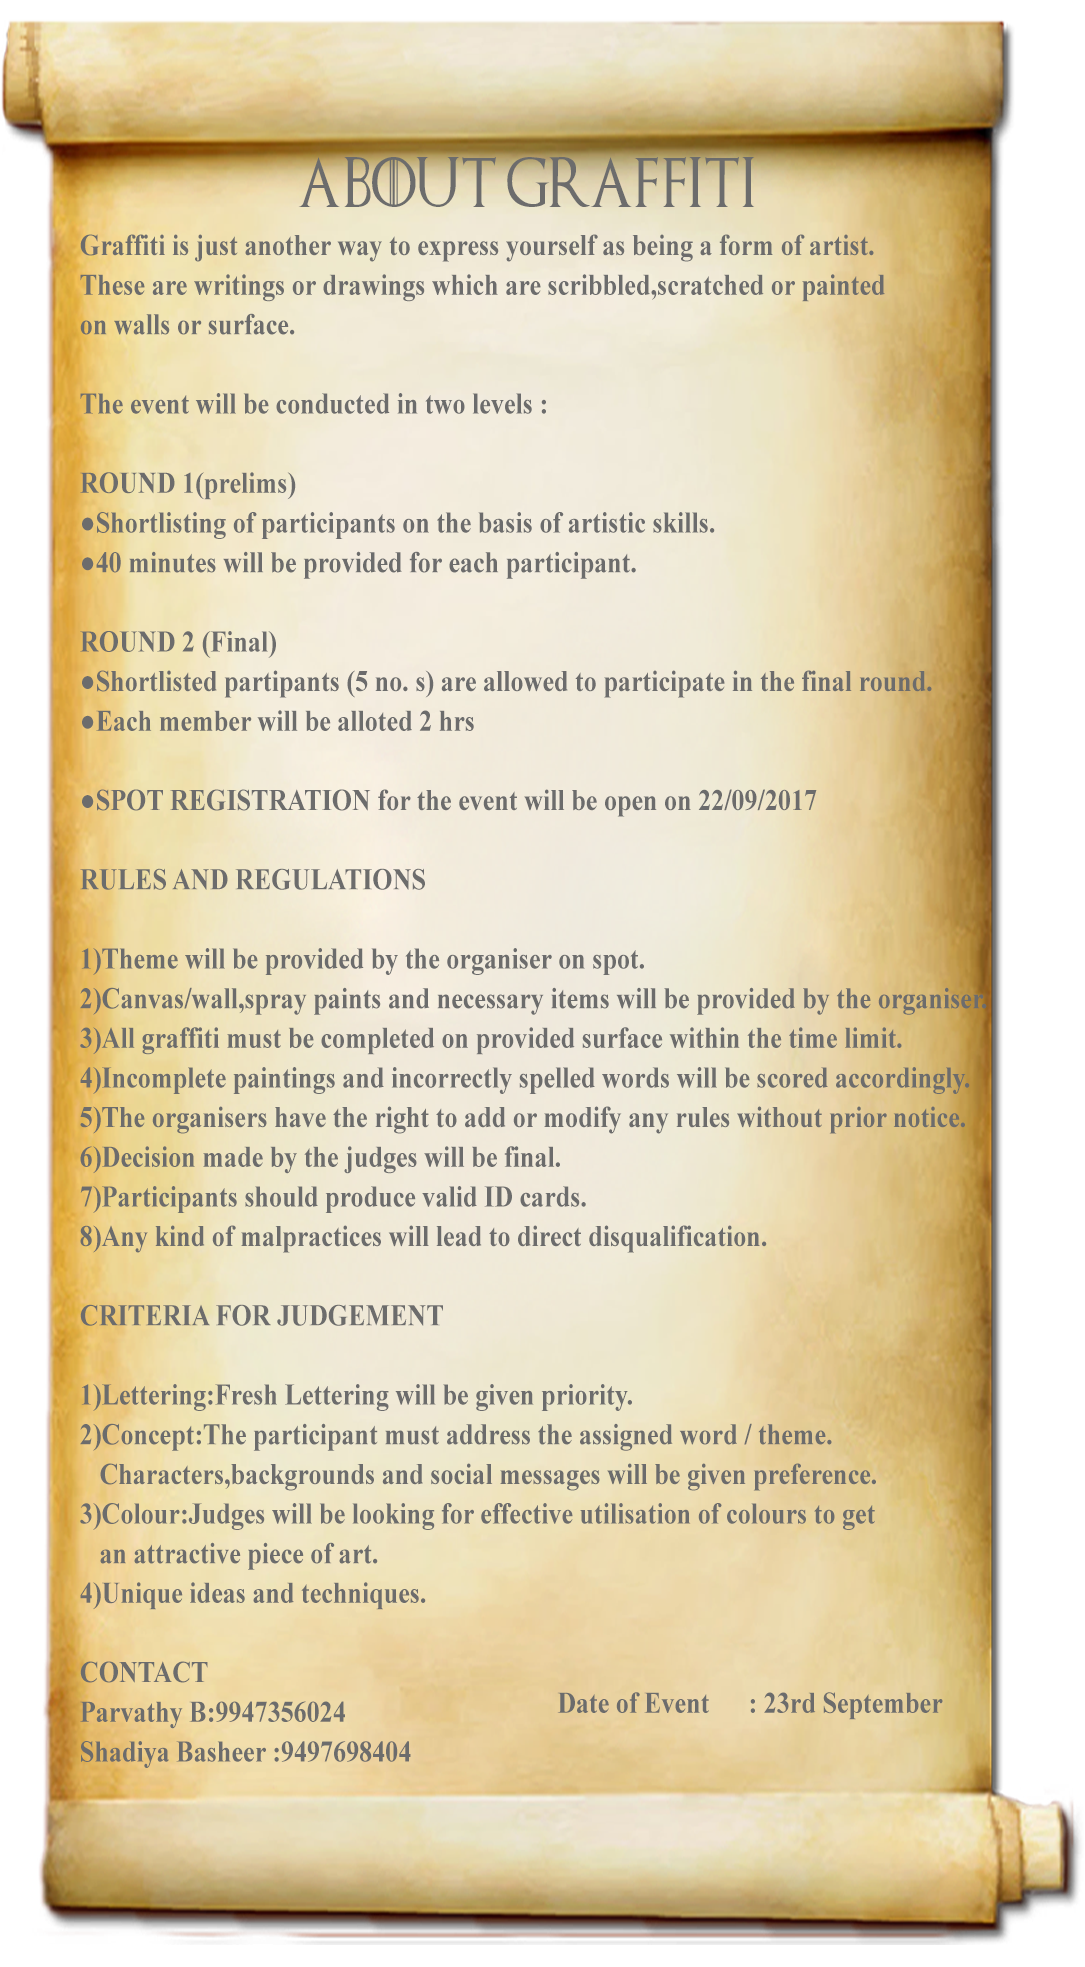 ABOUT GRAFFITI
Graffiti is just another way to express yourself as being a form of artist.
These are writings or drawings which are scribbled,scratched or painted
on walls or surface.
The event will be conducted in two levels :
ROUND 1(prelims)
●Shortlisting of participants on the basis of artistic skills.
●40 minutes will be provided for each participant.
ROUND 2 (Final)
●Shortlisted partipants (5 no. s) are allowed to participate in the final round.
●Each member will be alloted 2 hrs
●SPOT REGISTRATION for the event will be open on 22/09/2017
RULES AND REGULATIONS
1)Theme will be provided by the organiser on spot.
2)Canvas/wall,spray paints and necessary items will be provided by the organiser.
3)All graffiti must be completed on provided surface within the time limit.
4)Incomplete paintings and incorrectly spelled words will be scored accordingly.
5)The organisers have the right to add or modify any rules without prior notice.
6)Decision made by the judges will be final.
7)Participants should produce valid ID cards.
8)Any kind of malpractices will lead to direct disqualification.
CRITERIA FOR JUDGEMENT
1)Lettering:Fresh Lettering will be given priority.
2)Concept:The participant must address the assigned word / theme.
Characters,backgrounds and social messages will be given preference.
3)Colour:Judges will be looking for effective utilisation of colours to get
an attractive piece of art.
4)Unique ideas and techniques.
CONTACT
Parvathy B:9947356024
Shadiya Basheer :9497698404
Date of Event : 23rd September